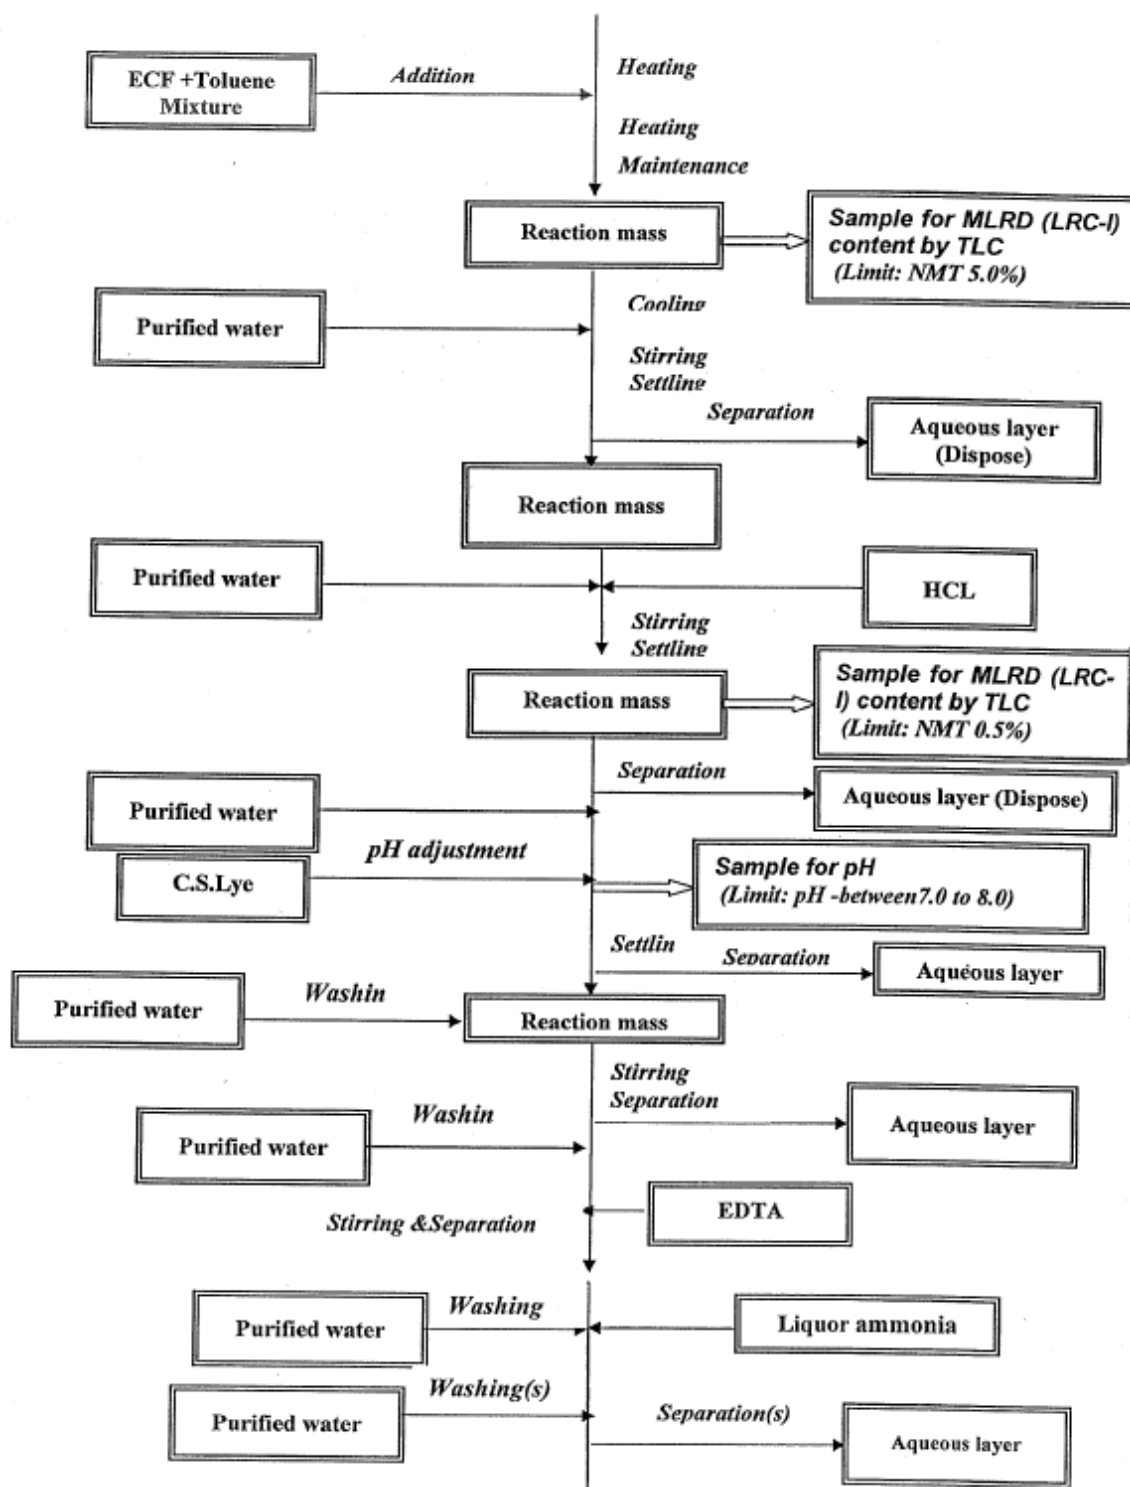 ECF +Toluene
Mixture
Addition
Heating
Heating
Maintenance
Reaction mass
Sample for MLRD (LRC-I)
content by TLC
(Limit: NMT 5.0%)
Purified water
Cooling
Stirring
Settling
Separation
Aqueous layer
(Dispose)
Reaction mass
Purified water
HCL
Stirring
Settling
Reaction mass
Sample for MLRD (LRC-
I) content by TLC
(Limit: NMT 0.5%)
Separation
Purified water
Aqueous layer (Dispose)
pH adjustment
C.S.Lye
Sample for pH
(Limit: pH -between7.0 to 8.0)
Settlin
Separation
Aqueous layer
Purified water
Washin
Reaction mass
Stirring
Separation
Aqueous layer
Washin
Purified water
EDTA
Stirring &Separation
Washing
Purified water
Liquor ammonia
Washing(s)
Purified water
Separation(s)
Aqueous layer